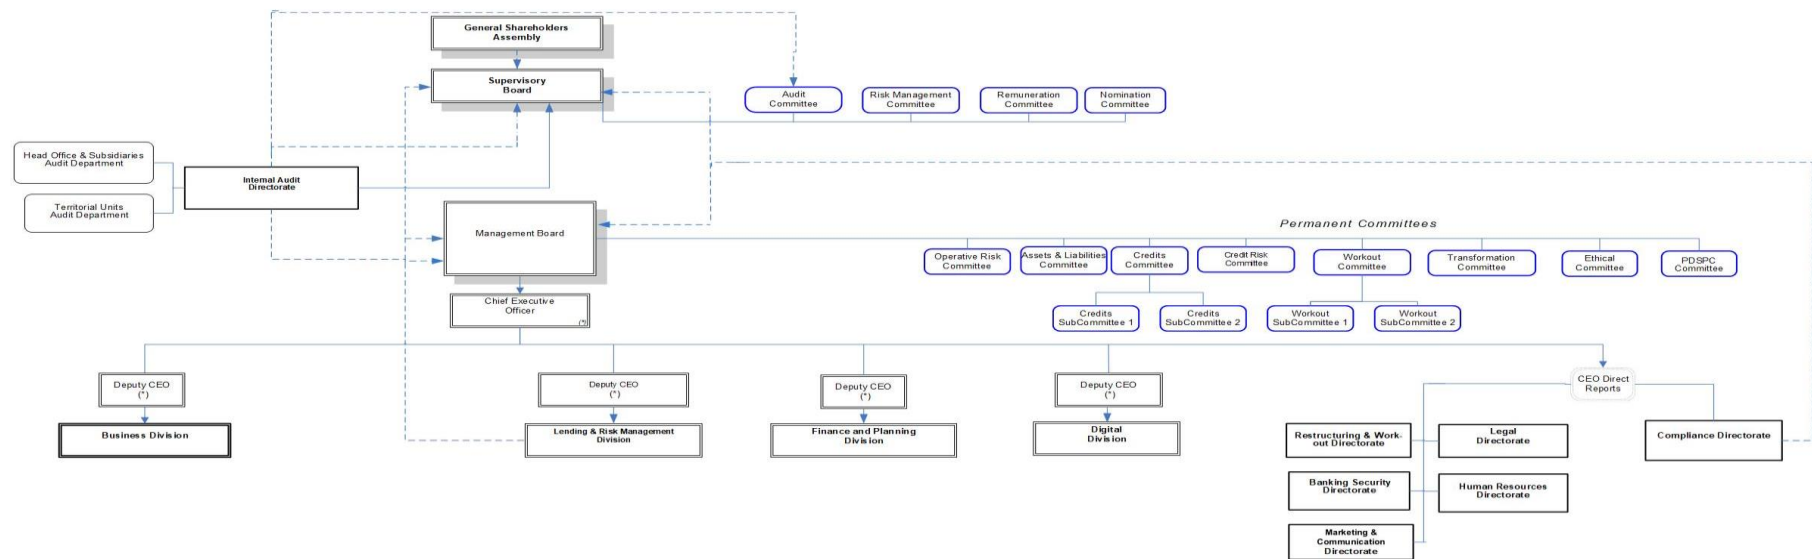 General Shareholders
Assembly
Supervisory
Board
Audit
Committee
Risk Management
Committee
Remuneration
Committee
Nomination
Committee
Head Office & Subsidiaries
Audit Department
Territorial Units
Audit Department
Internal Audit
Directorate
Management Board
Permanent Committees
Operative Risk
Committee
Assets & Liabilities
Committee
Credits
Committee
Credit Risk
Committee
Workout
Committee
Transformation
Committee
Ethical
Committee
PDSPC
Committee
Credits
SubCommittee 1
Credits
SubCommittee 2
Workout
SubCommittee 1
Workout
SubCommittee 2
Chief Executive
Officer
(*)
Deputy CEO
(*)
Deputy CEO
(*)
Deputy CEO
(*)
Deputy CEO
(*)
CEO Direct
Reports
Business Division
Lending & Risk Management
Division
Finance and Planning
Division
Digital
Division
Restructuring & Work-
out Directorate
Legal
Directorate
Compliance Directorate
Banking Security
Directorate
Human Resources
Directorate
Marketing &
Communication
Directorate